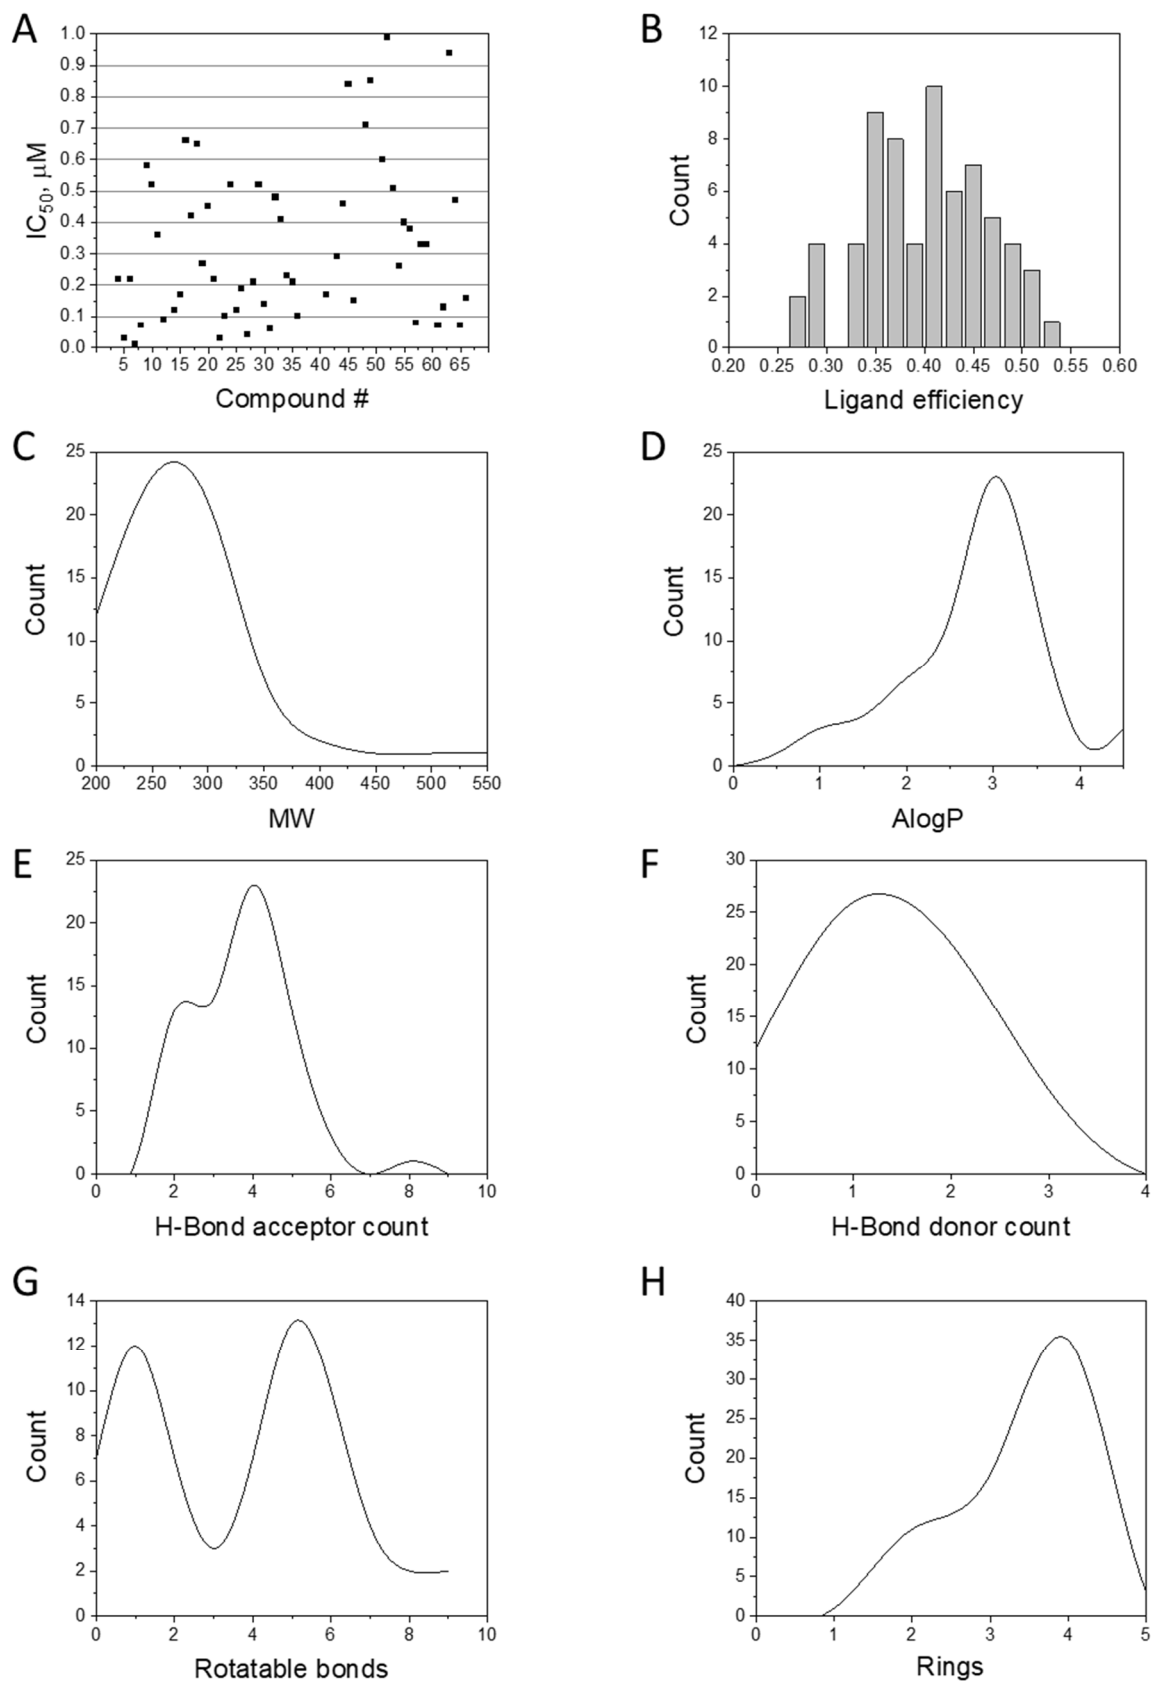 A
1.0
0.9
0.8
0.7
0.6
0.5
0.4
0.3
0.2
0.1
0.0
IC50, μM
5 10 15 20 25 30 35 40 45 50 55 60 65
Compound #
B
12
10
8
6
4
2
0
Count
0.20 0.25 0.30 0.35 0.40 0.45 0.50 0.55 0.60
Ligand efficiency
C
25
20
15
10
5
0
Count
200 250 300 350 400 450 500 550
MW
D
25
20
15
10
5
0
Count
0 1 2 3 4
AlogP
E
25
20
15
10
5
0
Count
0 2 4 6 8 10
H-Bond acceptor count
F
30
25
20
15
10
5
0
Count
0 1 2 3 4
H-Bond donor count
G
14
12
10
8
6
4
2
0
Count
0 2 4 6 8 10
Rotatable bonds
H
40
35
30
25
20
15
10
5
0
Count
0 1 2 3 4 5
Rings